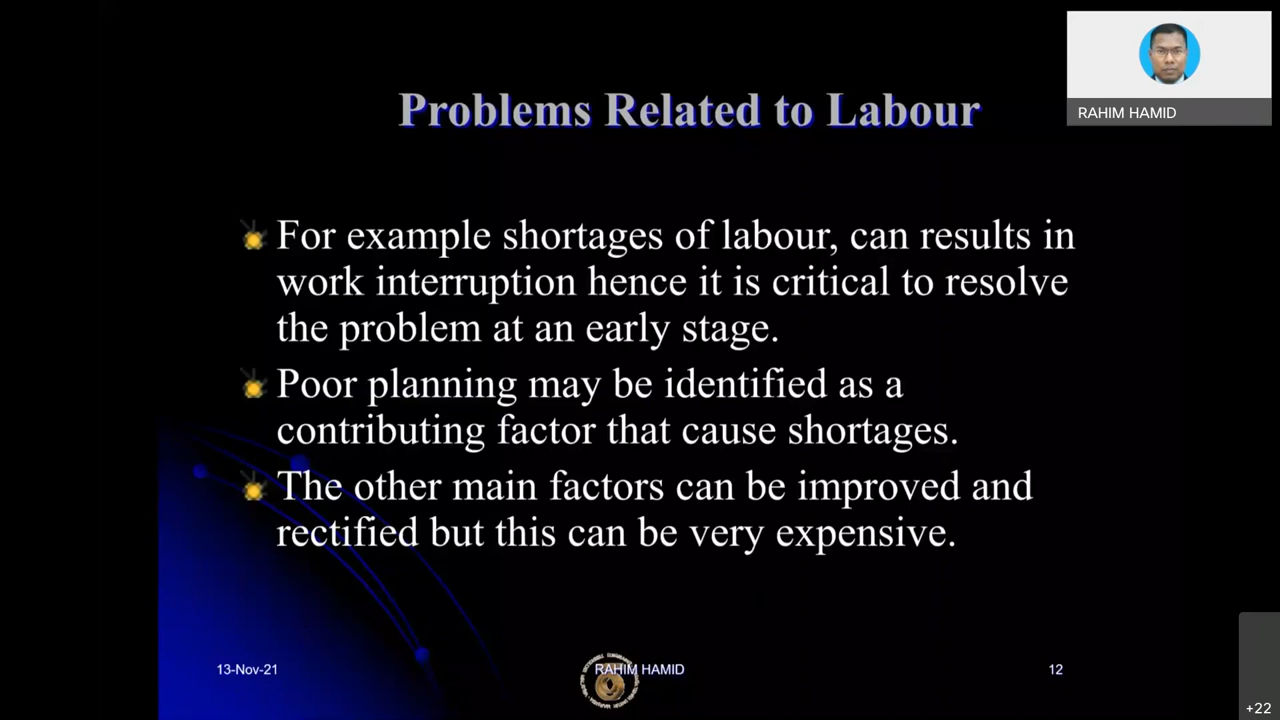 Problems Related to Labour
RAHIM HAMID
For example shortages of labour, can results in
work interruption hence it is critical to resolve
the problem at an early stage.
Poor planning may be identified as a
contributing factor that cause shortages.
The other main factors can be improved and
rectified but this can be very expensive.
13-Nov-21
RAHIM HAMID
12
+22